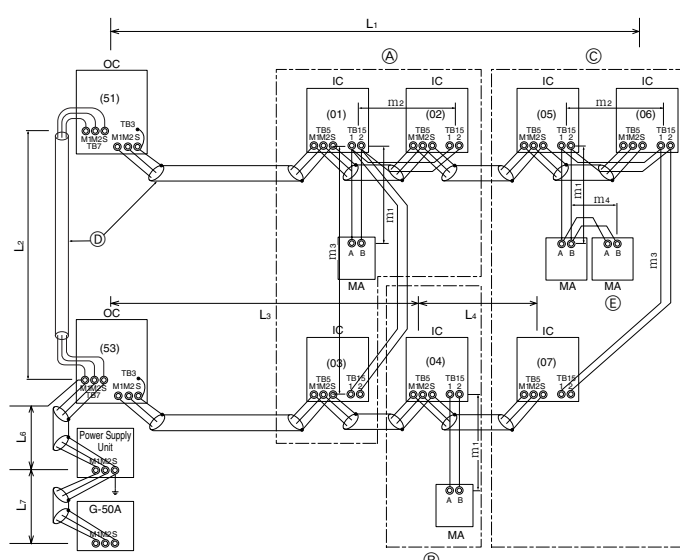 L1
A
C
OC
IC
IC
IC
IC
(51)
(01)
(02)
(05)
(06)
m2
m2
TB3
TB5
TB15
TB5
TB15
TB5
TB15
TB5
TB15
M1M2S
M1M2S
M1M2S
1 2
M1M2S
1 2
M1M2S
1 2
M1M2S
1 2
TB7
m1
m1
m4
D
L2
m3
m3
A B
A B
A B
MA
MA
MA
E
L3
L4
OC
IC
IC
IC
(53)
(03)
(04)
(07)
TB3
TB5
TB15
TB5
TB15
TB5
TB15
M1M2S
M1M2S
M1M2S
1 2
M1M2S
1 2
M1M2S
1 2
TB7
L6
Power Supply
Unit
M1M2S
m1
L7
G-50A
M1M2S
A B
MA
B